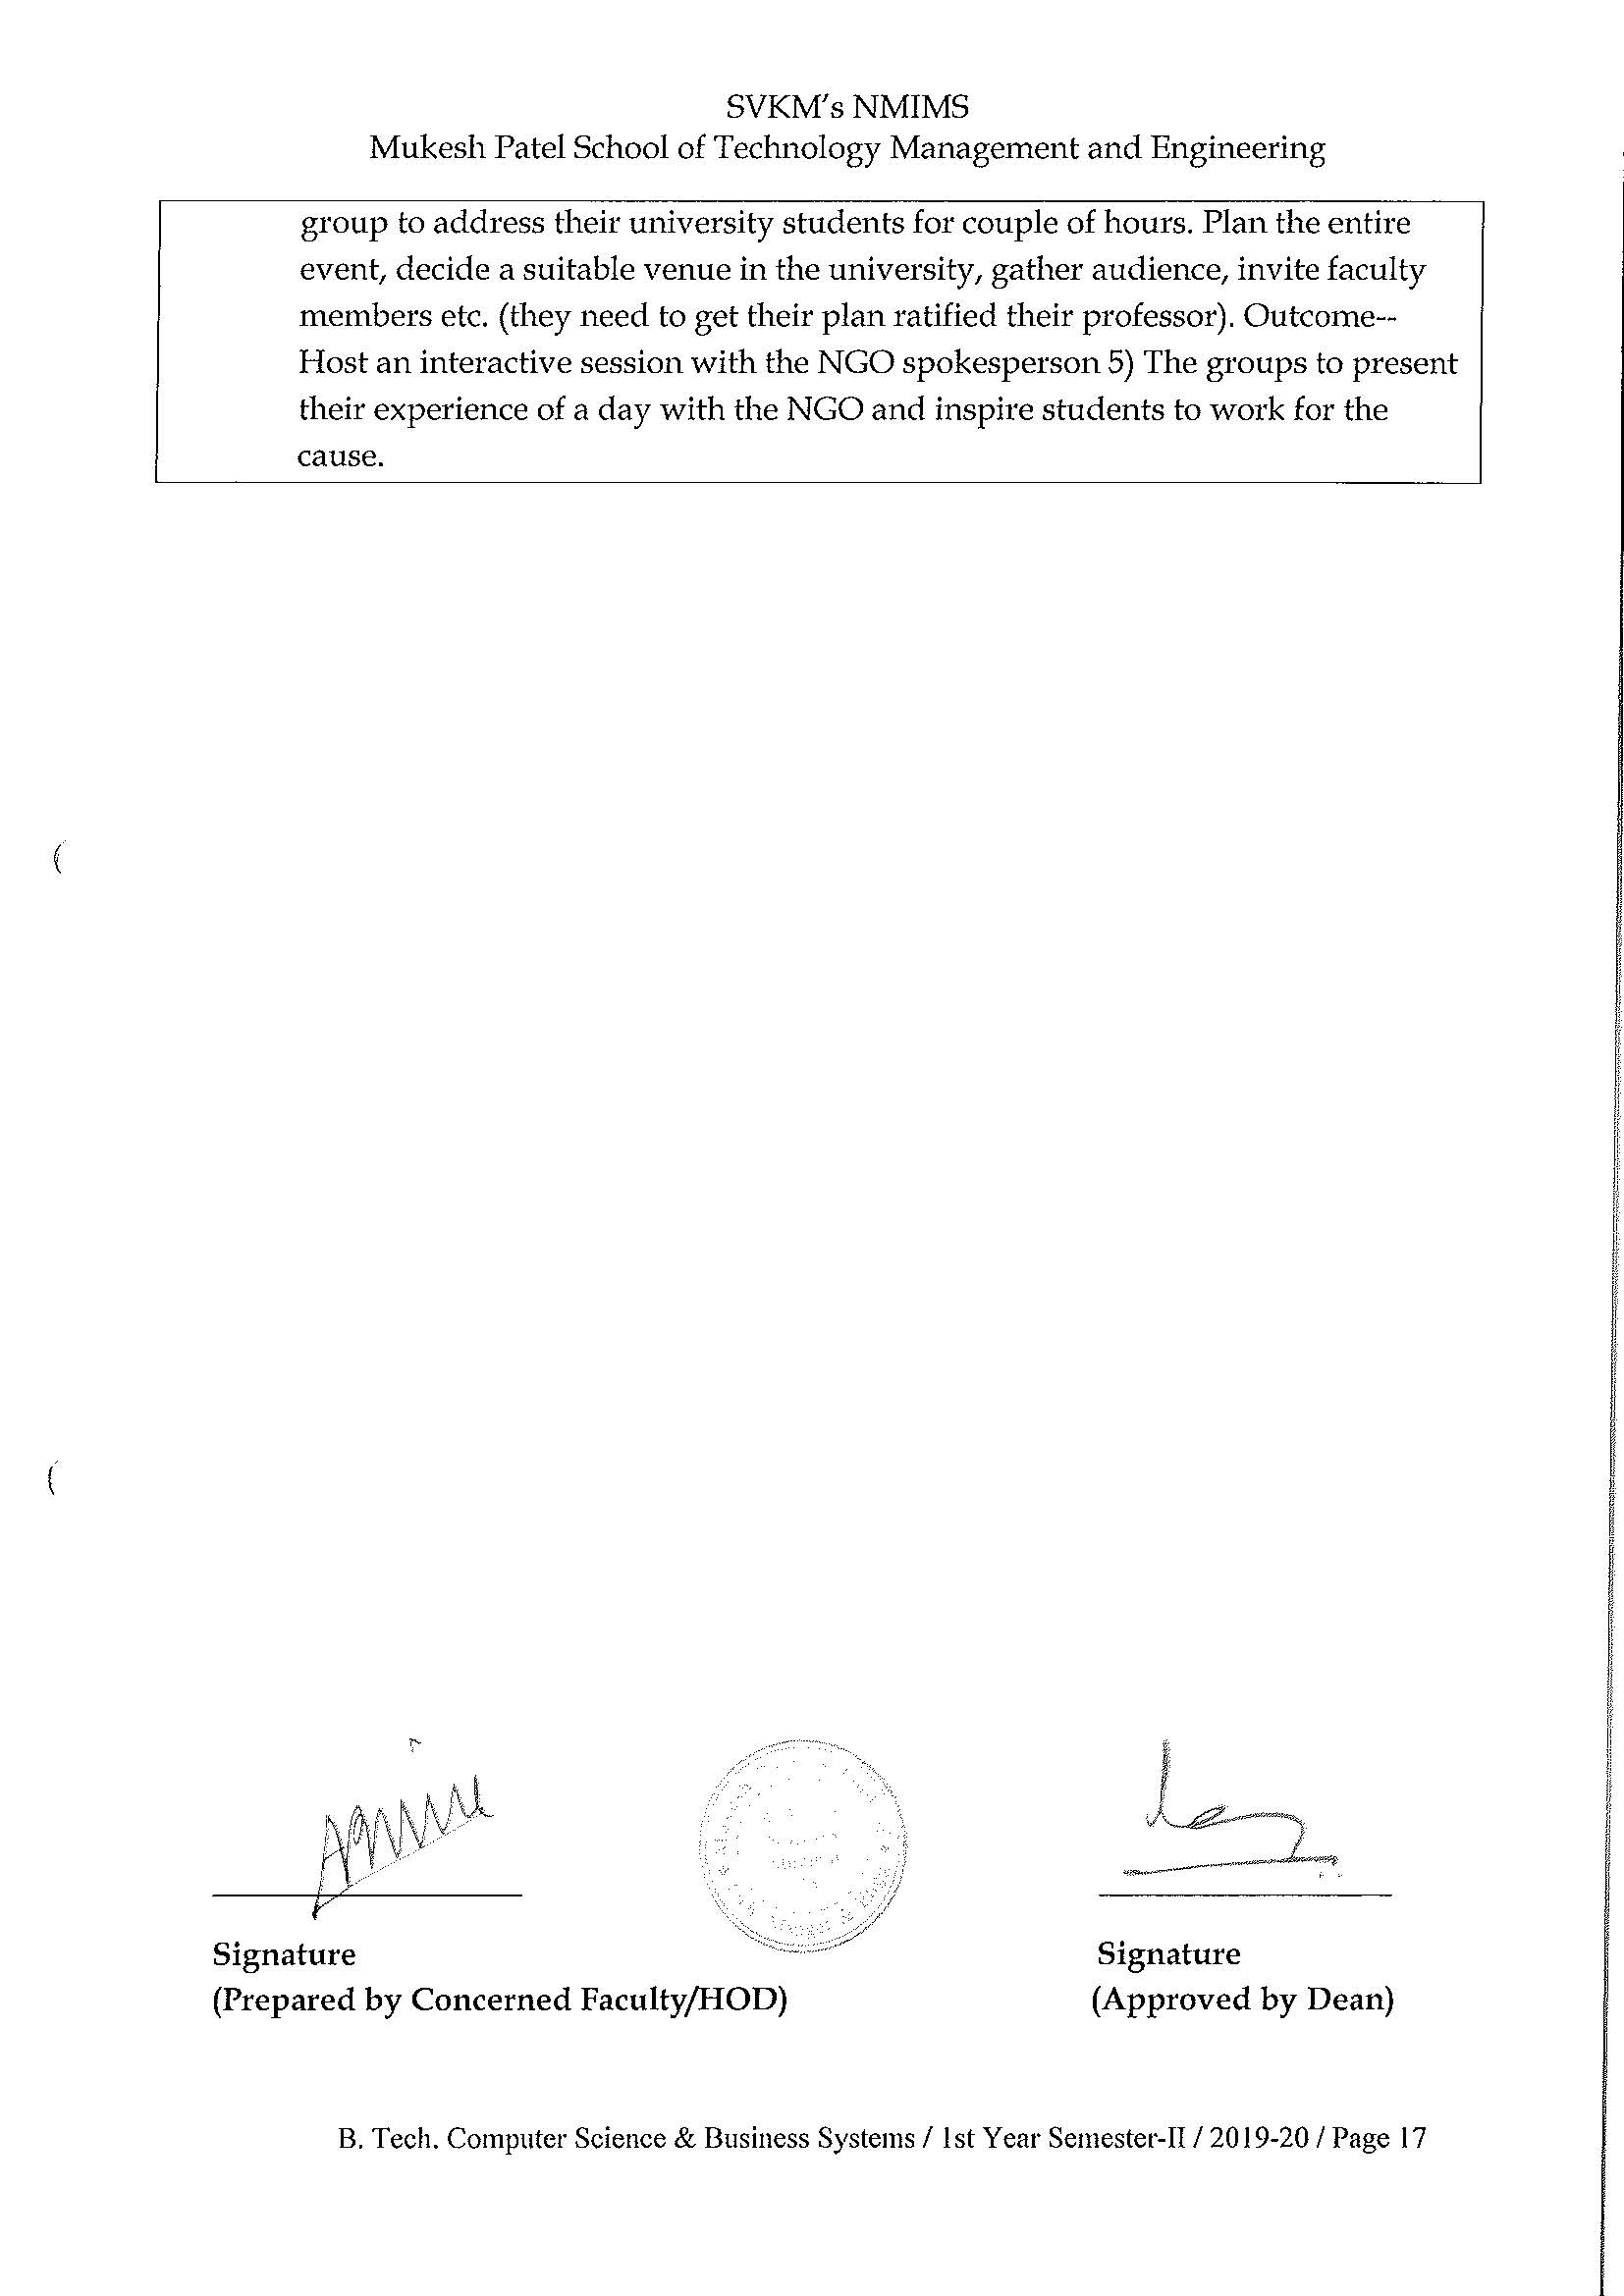 SVKM's NMIMS
Mukesh Patel School of Technology Management and Engineering
group to address their university students for couple of hours. Plan the entire
event, decide a suitable venue in the university, gather audience, invite faculty
members etc. (they need to get their plan ratified their professor). Outcome--
Host an interactive session with the NGO spokesperson 5) The groups to present
their experience of a day with the NGO and inspire students to work for the
cause.
Signature
(Prepared by Concerned Faculty/HOD)
Signature
(Approved by Dean)
B. Tech. Computer Science & Business Systems / 1st Year Semester-II / 2019-20 / Page 17